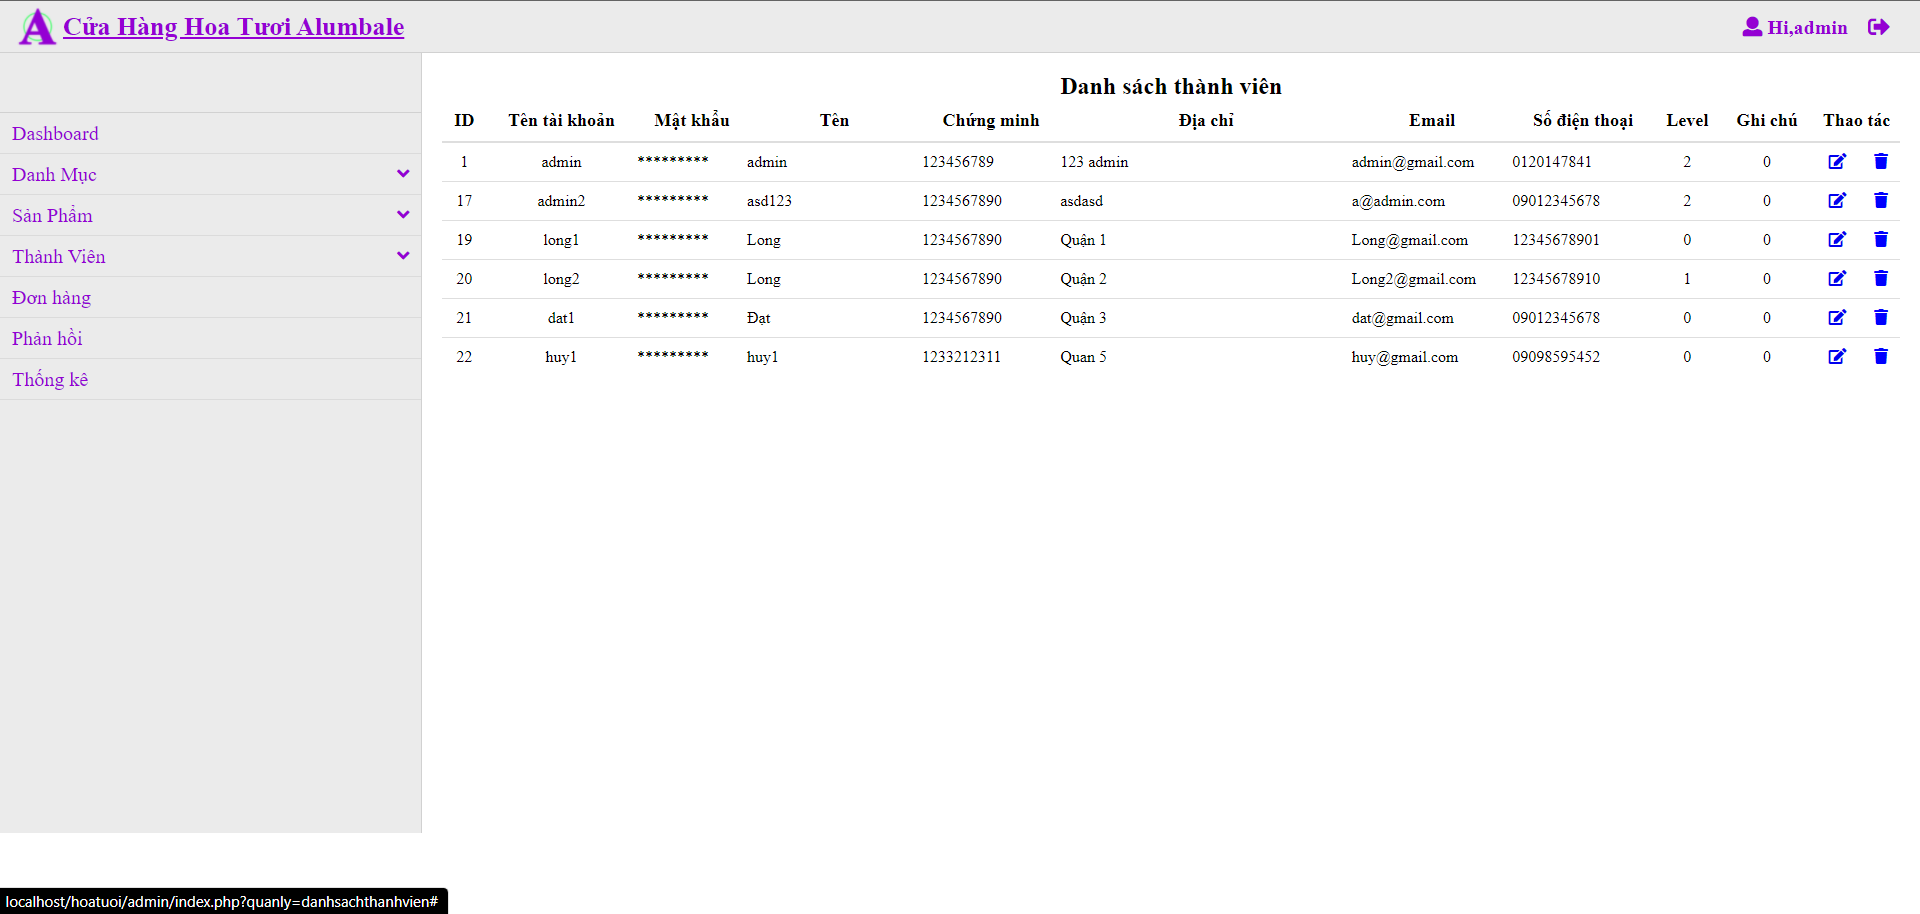 A Cửa Hàng Hoa Tươi Alumbale Hi,admin
Danh sách thành viên
Dashboard
Danh Mục
Sản Phẩm
Thành Viên
Đơn hàng
Phản hồi
Thống kê
ID Tên tài khoản Mật khẩu Tên Chứng minh Địa chỉ Email Số điện thoại Level Ghi chú Thao tác
1 admin ********* admin 123456789 123 admin admin@gmail.com 0120147841 2 0
17 admin2 ********* asd123 1234567890 asdasd a@admin.com 09012345678 2 0
19 long1 ********* Long 1234567890 Quận 1 Long@gmail.com 12345678901 0 0
20 long2 ********* Long 1234567890 Quận 2 Long2@gmail.com 12345678910 1 0
21 dat1 ********* Đạt 1234567890 Quận 3 dat@gmail.com 09012345678 0 0
22 huy1 ********* huy1 1233212311 Quan 5 huy@gmail.com 09098595452 0 0
localhost/hoatuoi/admin/index.php?quanly=danhsachthanhvien#